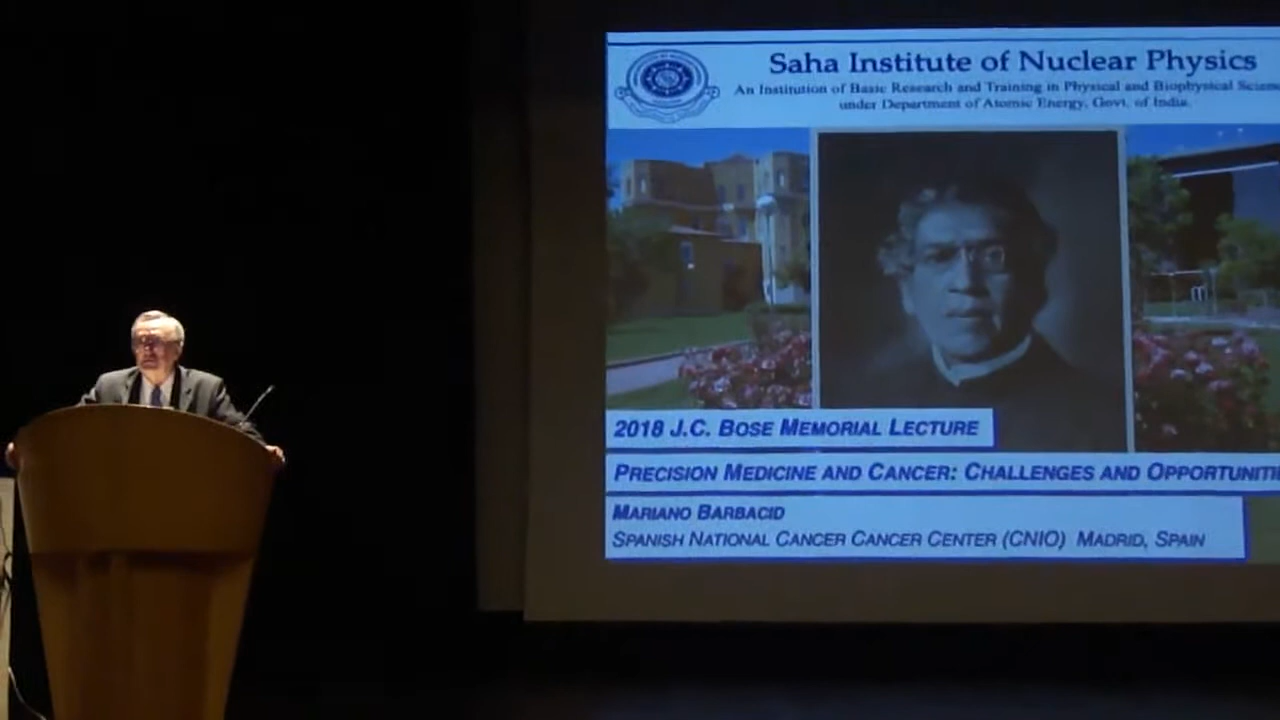 Saha Institute of Nuclear Physics
An Institution of Basic Research and Training in Physical and Biophysical
under Department of Atomic Energy, Govt. of India.
2018 J.C. BOSE MEMORIAL LECTURE
PRECISION MEDICINE AND CANCER: CHALLENGES AND
MARIANO BARBACID
SPANISH NATIONAL CANCER CANCER CENTER (CNIO) MADRID, SPAIN